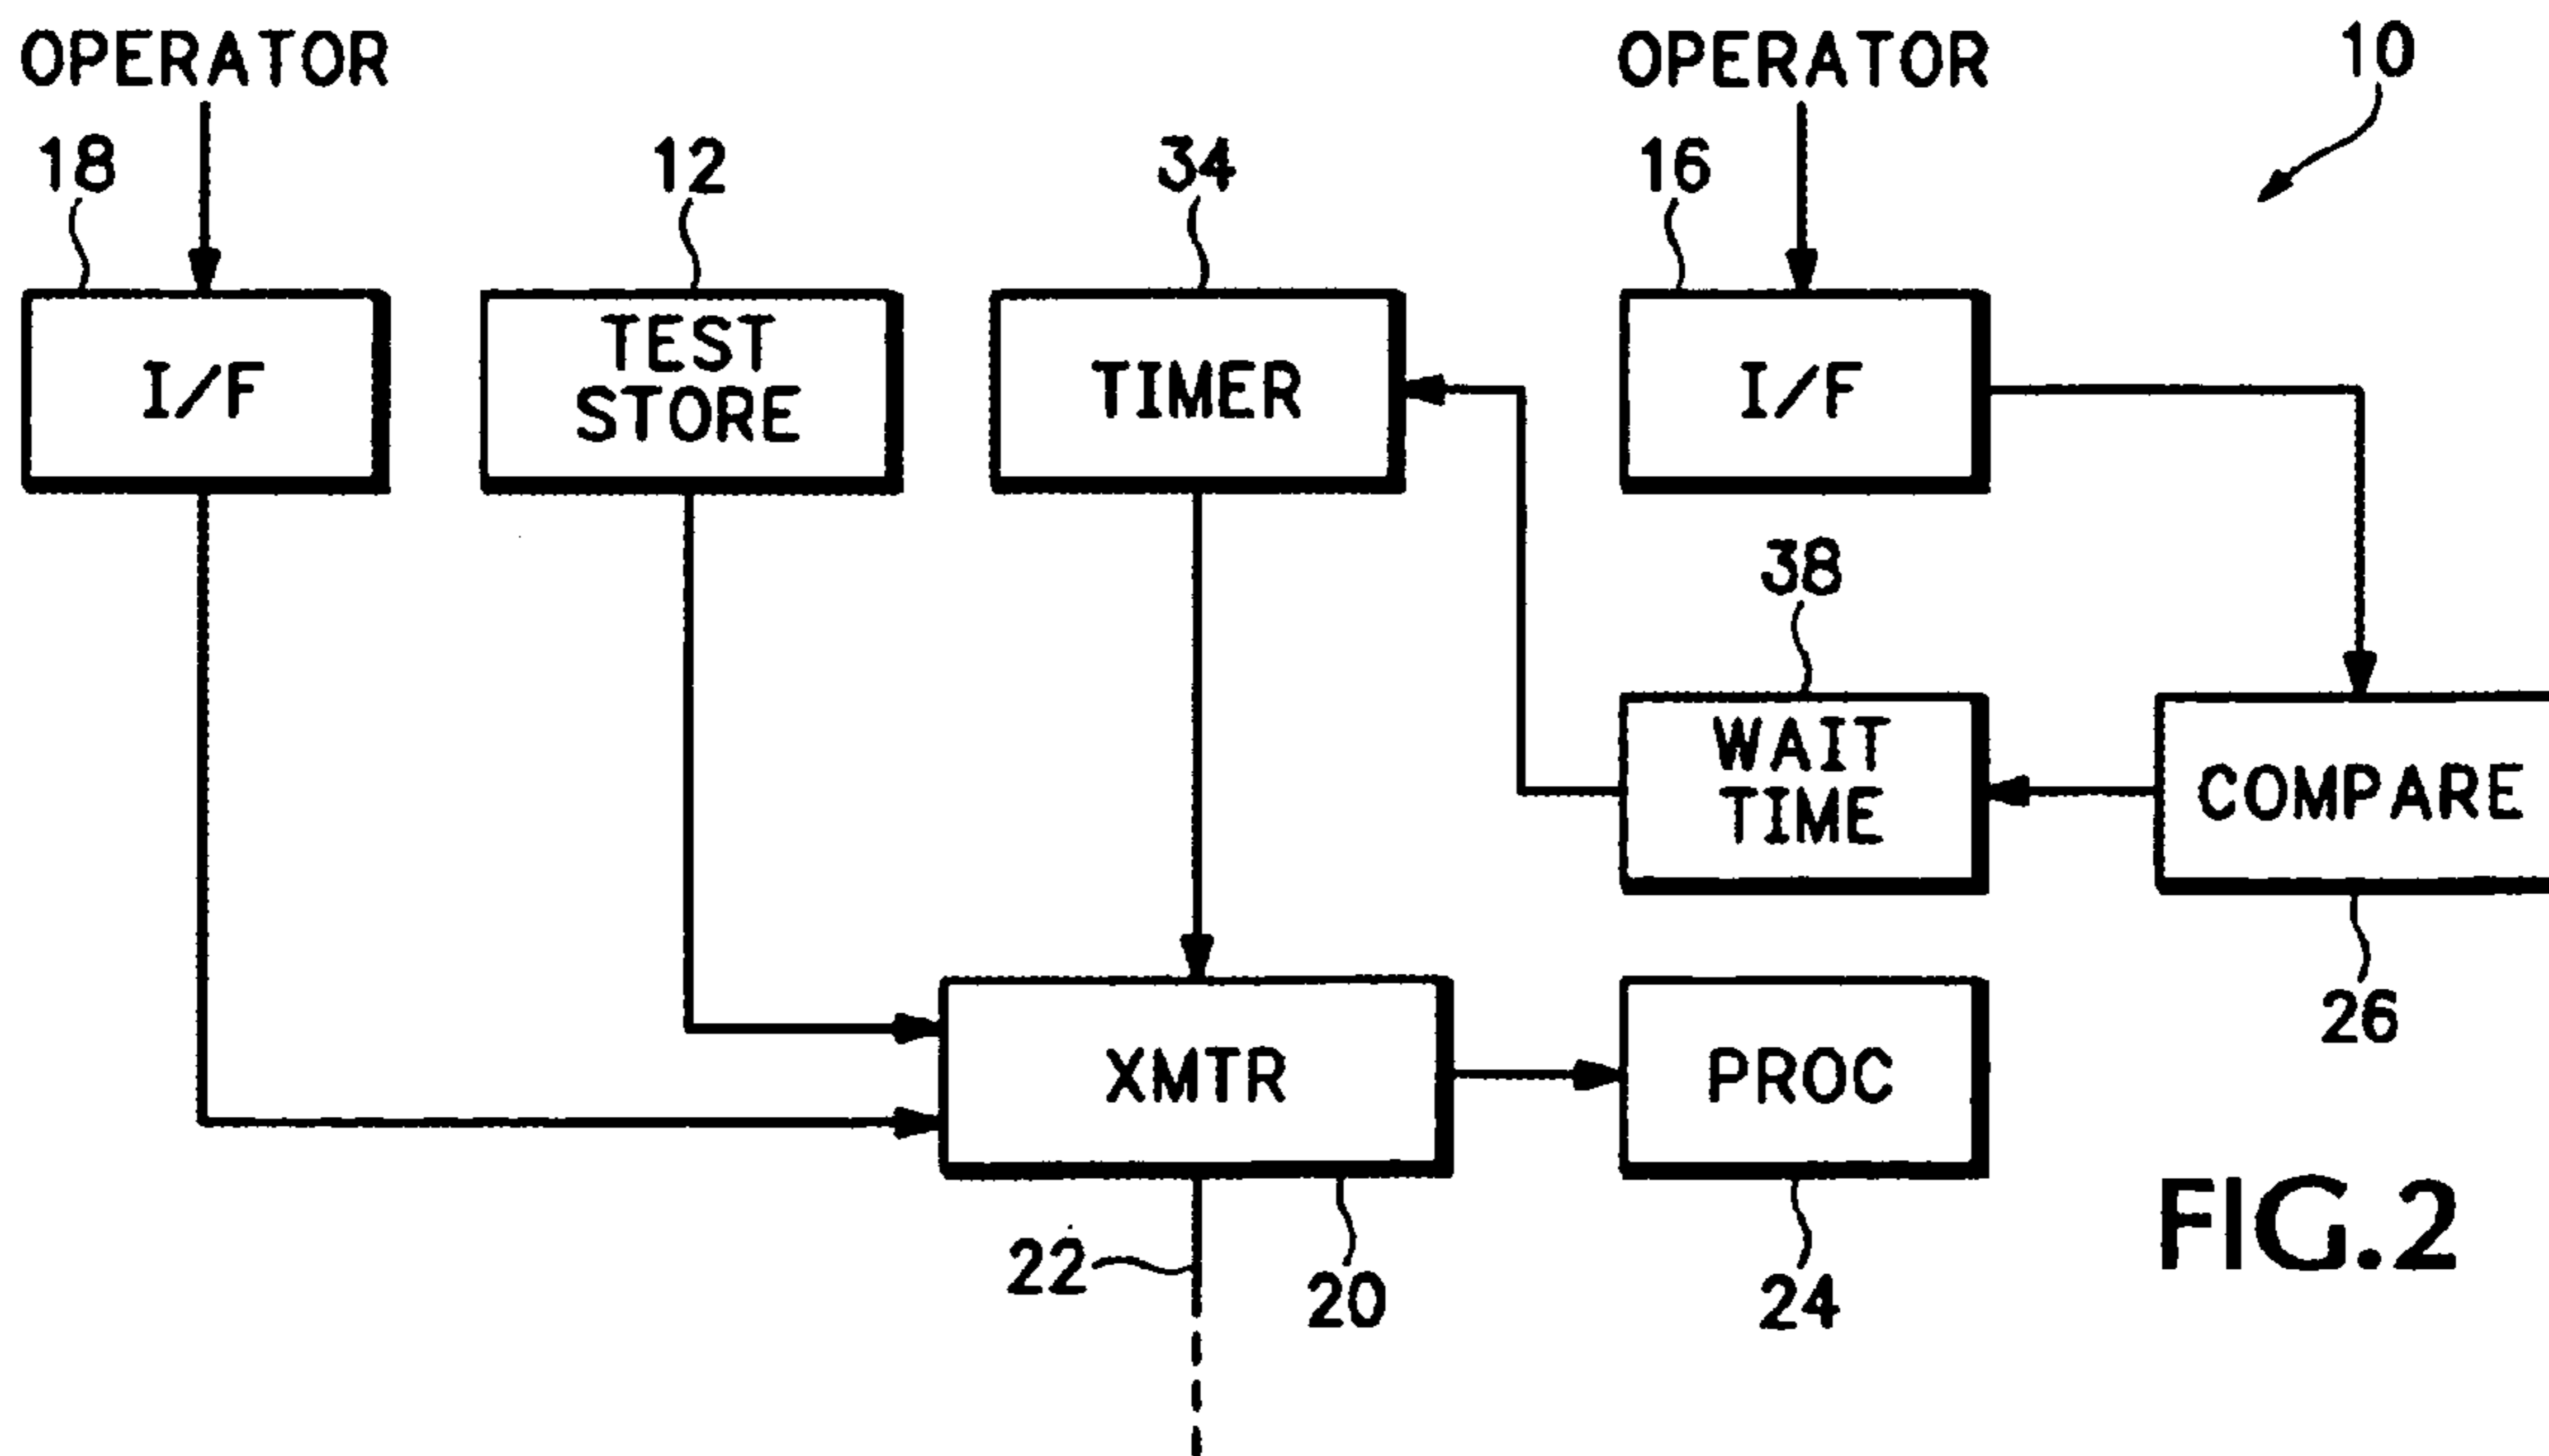 OPERATOR
OPERATOR
10
18
12
34
16
I/F
TEST
STORE
TIMER
I/F
38
WAIT
TIME
COMPARE
26
XMTR
PROC
22
20
24
FIG.2